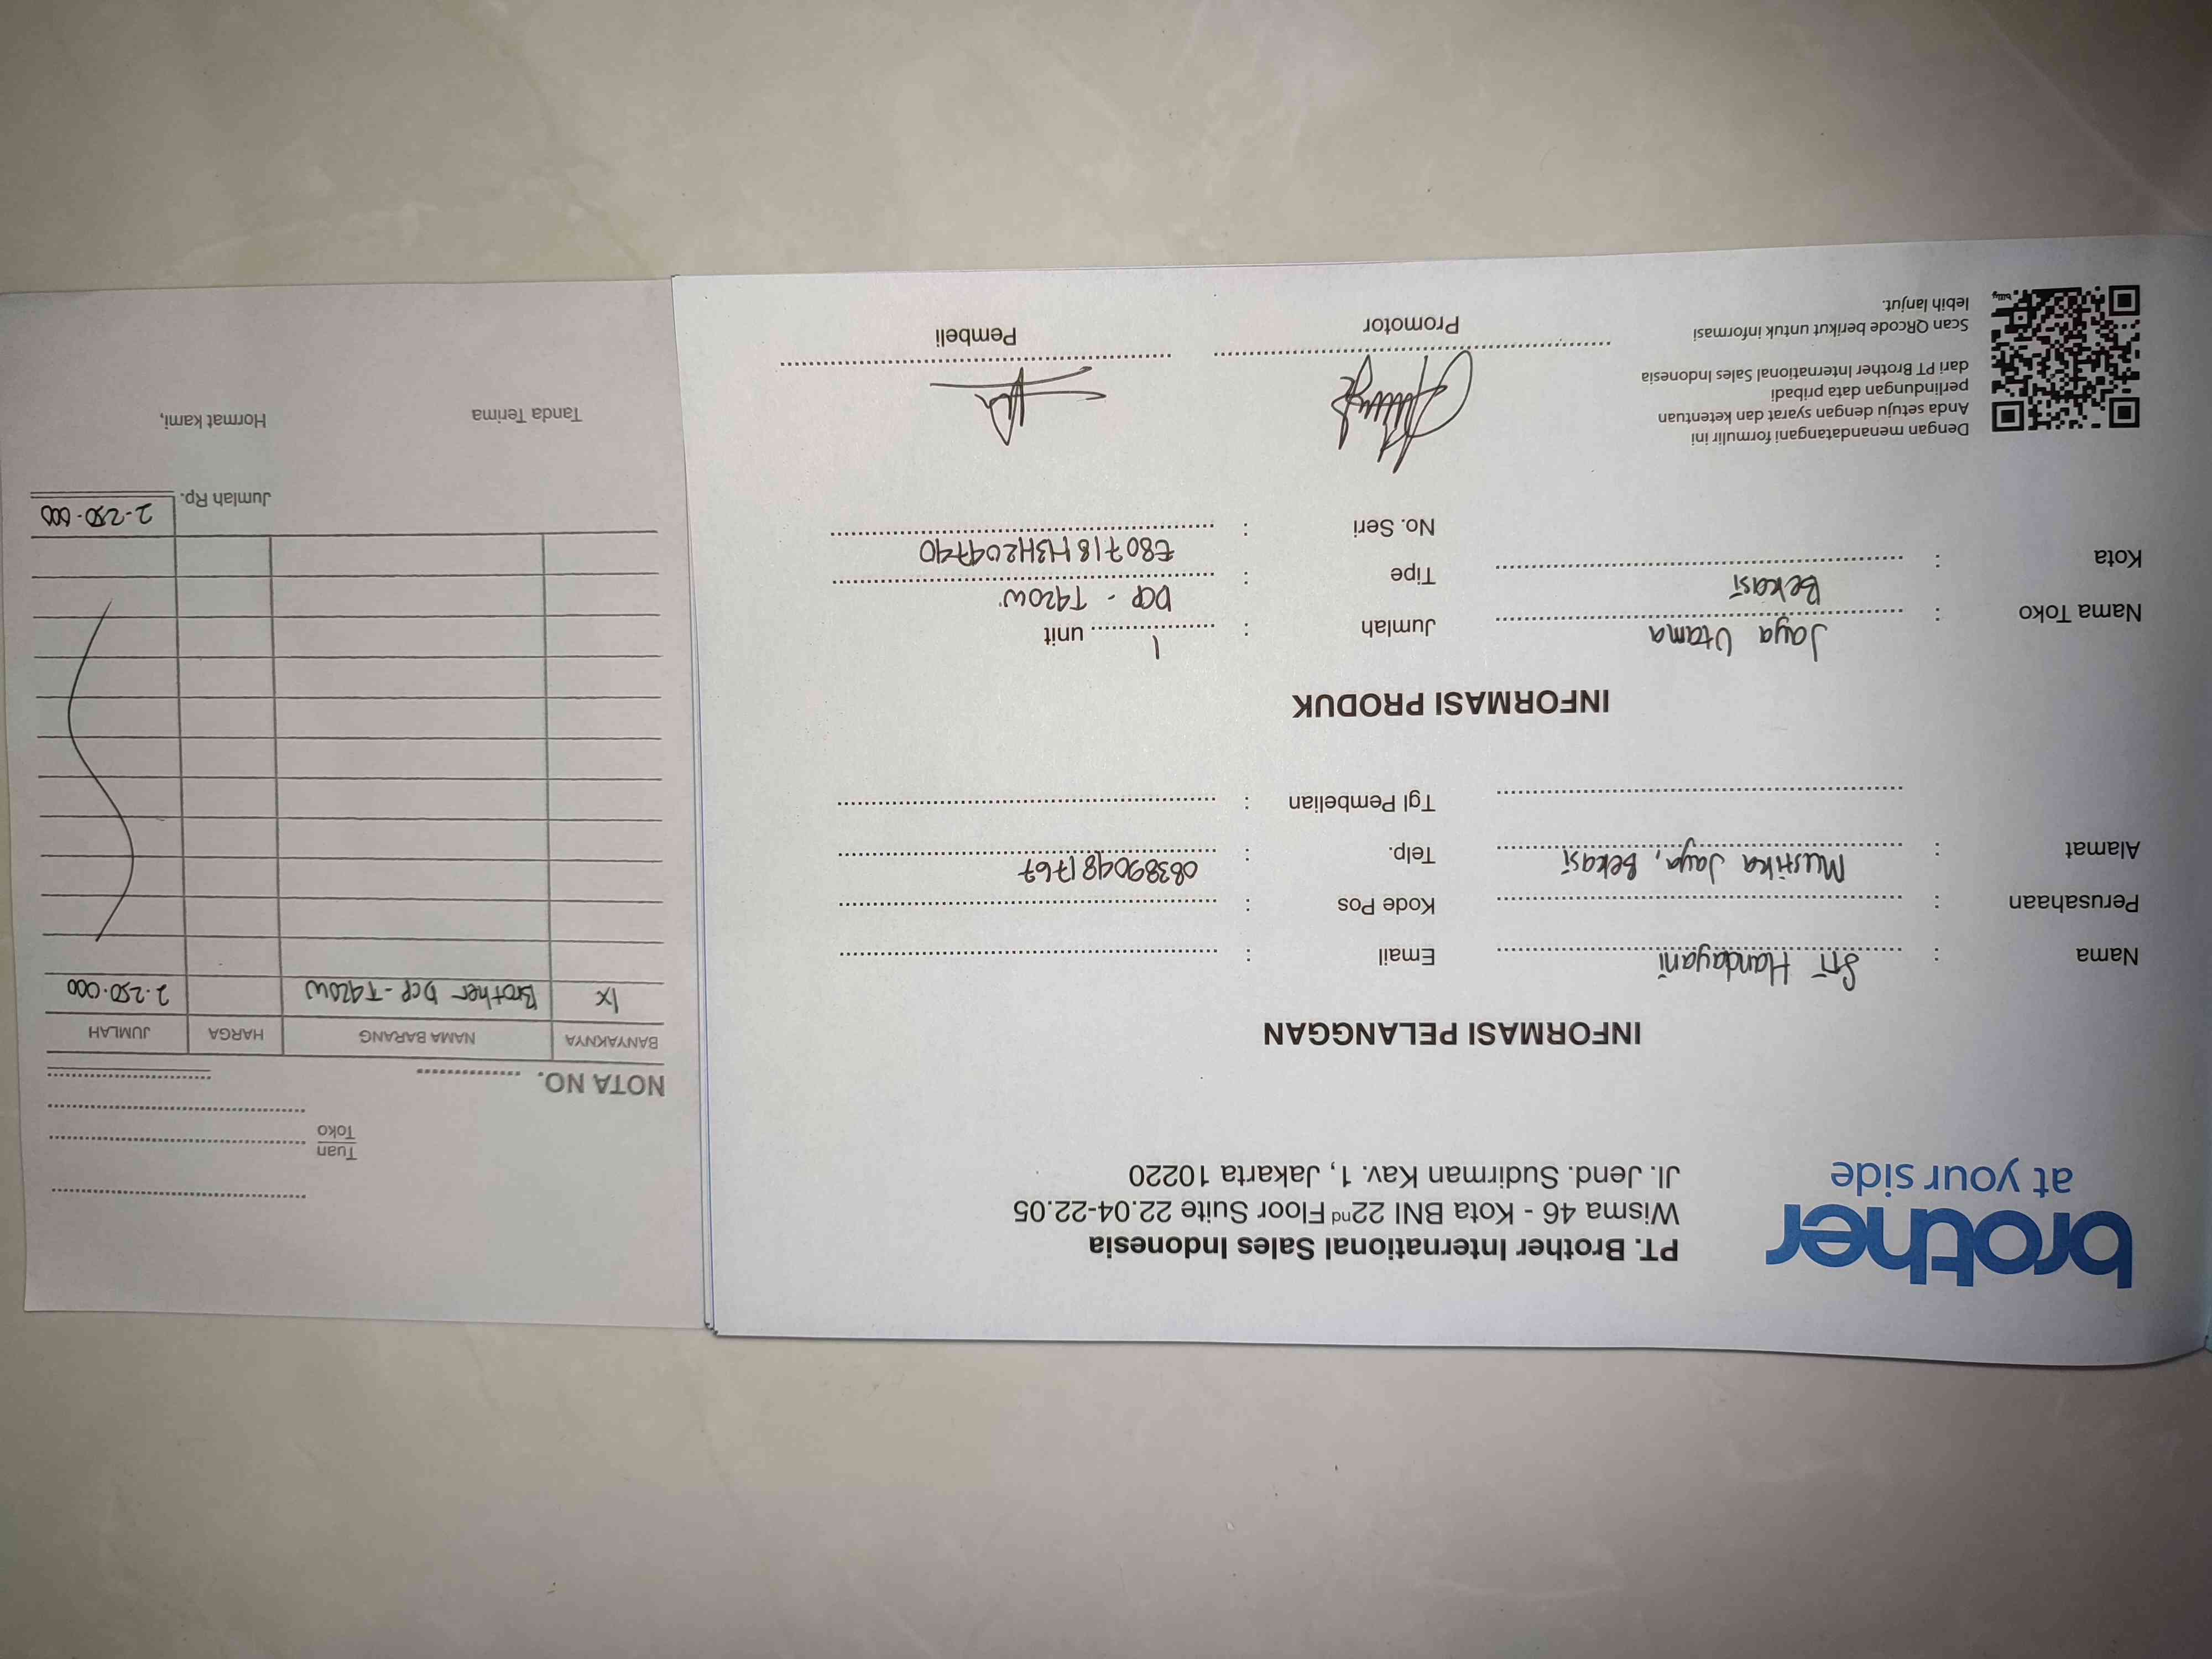 brother
at your side
PT. Brother International Sales Indonesia
Wisma 46 - Kota BNI 22nd Floor Suite 22.04-22.05
Jl. Jend. Sudirman Kav. 1, Jakarta 10220
INFORMASI PELANGGAN
Nama : Sri Handayani
Email :
Perusahaan :
Kode Pos :
Alamat : Mustika Jaya, Bekasi
Telp. : 083890481767
Tgl Pembelian :
INFORMASI PRODUK
Nama Toko : Jaya Utama
Jumlah : 1 unit
Kota : Bekasi
Tipe : DCP - T420W
No. Seri : E80718H3H204740
Dengan menandatangani formulir ini
Anda setuju dengan syarat dan ketentuan
perlindungan data pribadi
dari PT Brother International Sales Indonesia
Scan QRcode berikut untuk informasi
lebih lanjut.
Promotor
Pembeli
Tuan
Toko
NOTA NO.
BANYAKNYA NAMA BARANG HARGA JUMLAH
1x Brother DCP - T420W 2.250.000
Jumlah Rp. 2.250.000
Tanda Terima
Hormat kami,